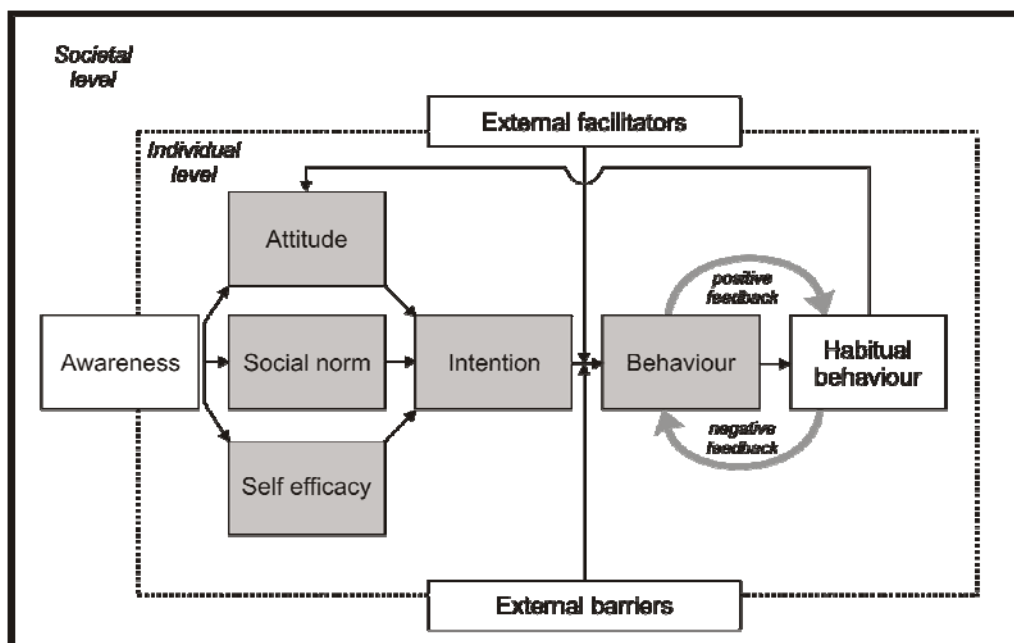 Societal
level
External facilitators
Individual
level
Attitude
positive
feedback
Awareness
Social norm
Intention
Behaviour
Habitual
behaviour
negative
feedback
Self efficacy
External barriers